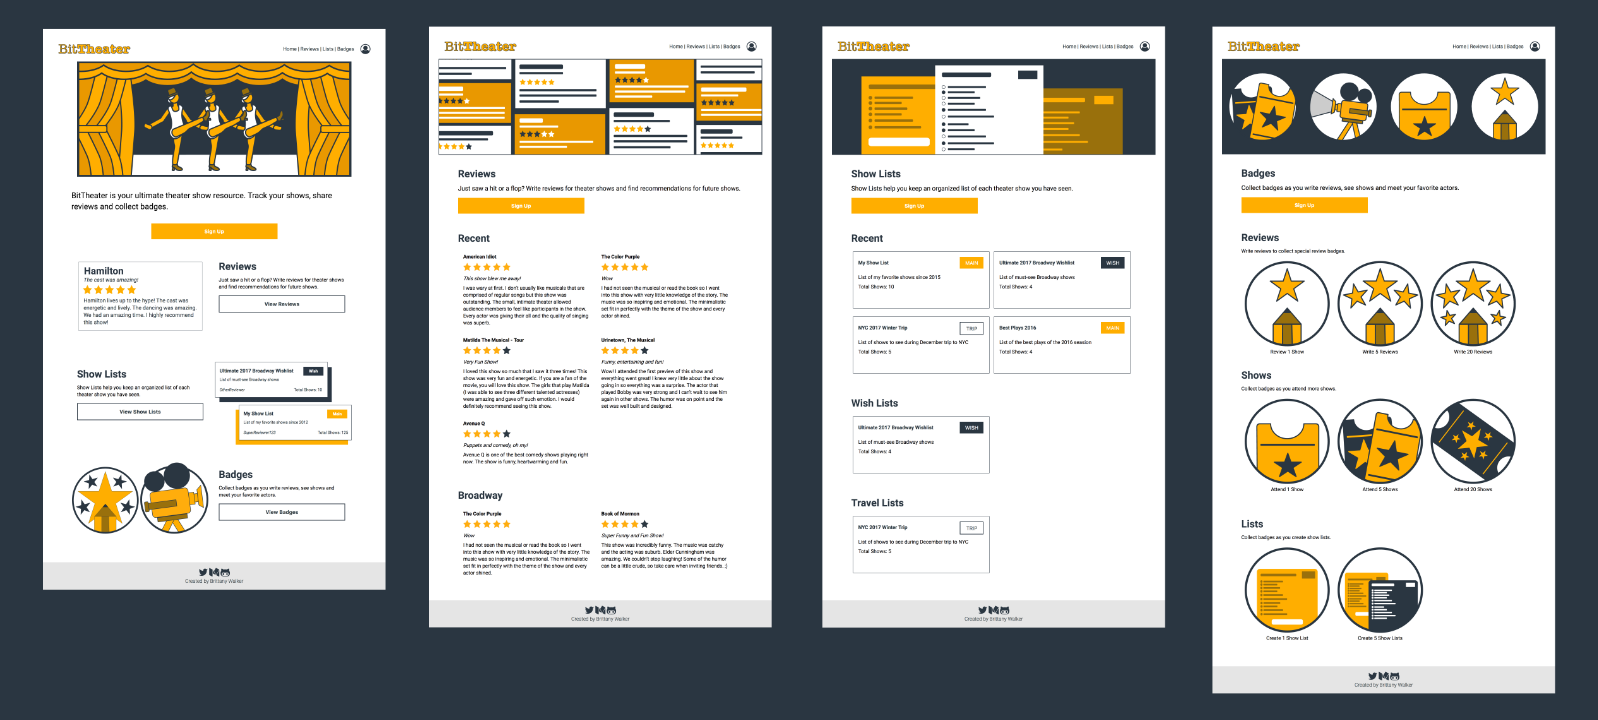 BitTheater
Home | Reviews | Lists | Badges
BitTheater is your ultimate theater show resource. Track your shows, share
reviews and collect badges.
Sign Up
Hamilton
The cast was amazing!
Hamilton lives up to the hype! The cast was
energetic and lively. The dancing was amazing.
We had an amazing time. I highly recommend
this show!
Reviews
Just saw a hit or a flop? Write reviews for theater shows
and find recommendations for future shows.
View Reviews
Show Lists
Show Lists help you keep an organized list of each
theater show you have seen.
View Show Lists
Ultimate 2017 Broadway Wishlist
Wish
List of must-see Broadway shows
Total Shows: 10
My Show List
Main
List of my favorite shows since 2012
Total Shows: 125
Badges
Collect badges as you write reviews, see shows and
meet your favorite actors.
View Badges
Created by Brittany Walker
BitTheater
Home | Reviews | Lists | Badges
Reviews
Just saw a hit or a flop? Write reviews for theater shows and find recommendations for future shows.
Sign Up
Recent
American Idiot
This show blew me away!
I was very at first. I don't usually like musicals that are
comprised of regular songs but this show was
outstanding. The small, intimate theater allowed
audience members to feel like participants in the show.
Every actor was giving their all and the quality of singing
was superb.
The Color Purple
Wow
I had not seen the musical or read the book so I went
into this show with very little knowledge of the story. The
music was so inspiring and emotional. The minimalistic
set fit in perfectly with the theme of the show and every
actor shined.
Matilda The Musical - Tour
Very Fun Show!
I loved this show so much that I saw it three times! This
show was very fun and energetic. If you are a fan of the
movie, you will love this show. The girls that play Matilda
(I was able to see three different talented actresses)
were amazing and gave off such emotion. I would
definitely recommend seeing this show.
Urinetown, The Musical
Funny, entertaining and fun!
Wow! I attended the first preview of this show and
everything went great! I knew very little about the show
going in so everything was a surprise. The actor that
played Bobby was very strong and I can't wait to see him
again in other shows. The humor was on point and the
set was well built and designed.
Avenue Q
Puppets and comedy, oh my!
Avenue Q is one of the best comedy shows playing right
now. The show is funny, heartwarming and fun.
Broadway
The Color Purple
Wow
I had not seen the musical or read the book so I went
into this show with very little knowledge of the story. The
music was so inspiring and emotional. The minimalistic
set fit in perfectly with the theme of the show and every
actor shined.
Book of Mormon
Super Funny and Fun Show!
This show was incredibly funny. The music was catchy
and the acting was suburb. Elder Cunningham was
amazing. We couldn't stop laughing! Some of the humor
can be a little crude, so take care when inviting friends. :)
Created by Brittany Walker
BitTheater
Home | Reviews | Lists | Badges
Show Lists
Show Lists help you keep an organized list of each theater show you have seen.
Sign Up
Recent
My Show List
MAIN
List of my favorite shows since 2015
Total Shows: 10
Ultimate 2017 Broadway Wishlist
WISH
List of must-see Broadway shows
Total Shows: 4
NYC 2017 Winter Trip
TRIP
List of shows to see during December trip to NYC
Total Shows: 5
Best Plays 2016
MAIN
List of the best plays of the 2016 session
Total Shows: 4
Wish Lists
Ultimate 2017 Broadway Wishlist
WISH
List of must-see Broadway shows
Total Shows: 4
Travel Lists
NYC 2017 Winter Trip
TRIP
List of shows to see during December trip to NYC
Total Shows: 5
Created by Brittany Walker
BitTheater
Home | Reviews | Lists | Badges
Badges
Collect badges as you write reviews, see shows and meet your favorite actors.
Sign Up
Reviews
Write reviews to collect special review badges.
Review 1 Show
Write 5 Reviews
Write 20 Reviews
Shows
Collect badges as you attend more shows.
Attend 1 Show
Attend 5 Shows
Attend 20 Shows
Lists
Collect badges as you create show lists.
Create 1 Show List
Create 5 Show Lists
Created by Brittany Walker